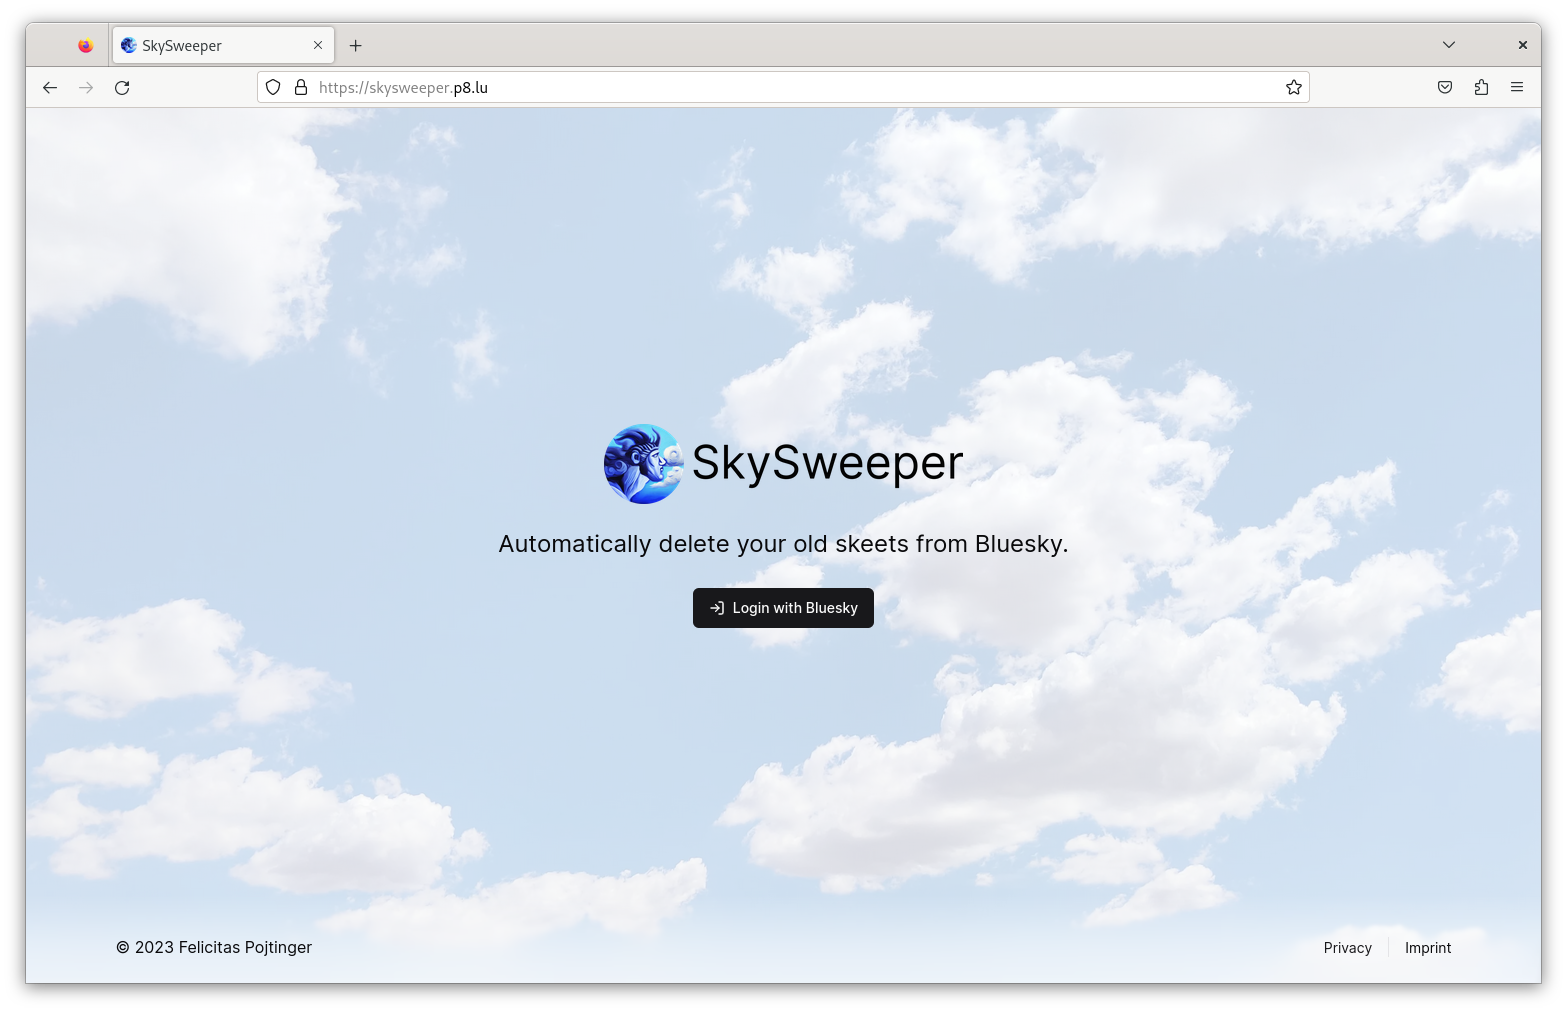 SkySweeper
https://skysweeper.p8.lu
SkySweeper
Automatically delete your old skeets from Bluesky.
Login with Bluesky
© 2023 Felicitas Pojtinger
Privacy
Imprint